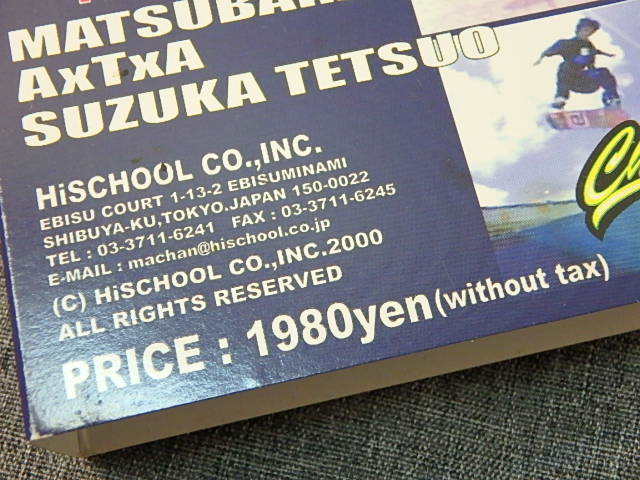 AxTxA
SUZUKA TETSUO
HiSCHOOL CO.,INC.
EBISU COURT 1-13-2 EBISUMINAMI
SHIBUYA-KU,TOKYO.JAPAN 150-0022
TEL : 03-3711-6241 FAX : 03-3711-6245
E-MAIL : machan@hischool.co.jp
(C) HiSCHOOL CO.,INC.2000
ALL RIGHTS RESERVED
PRICE : 1980yen(without tax)